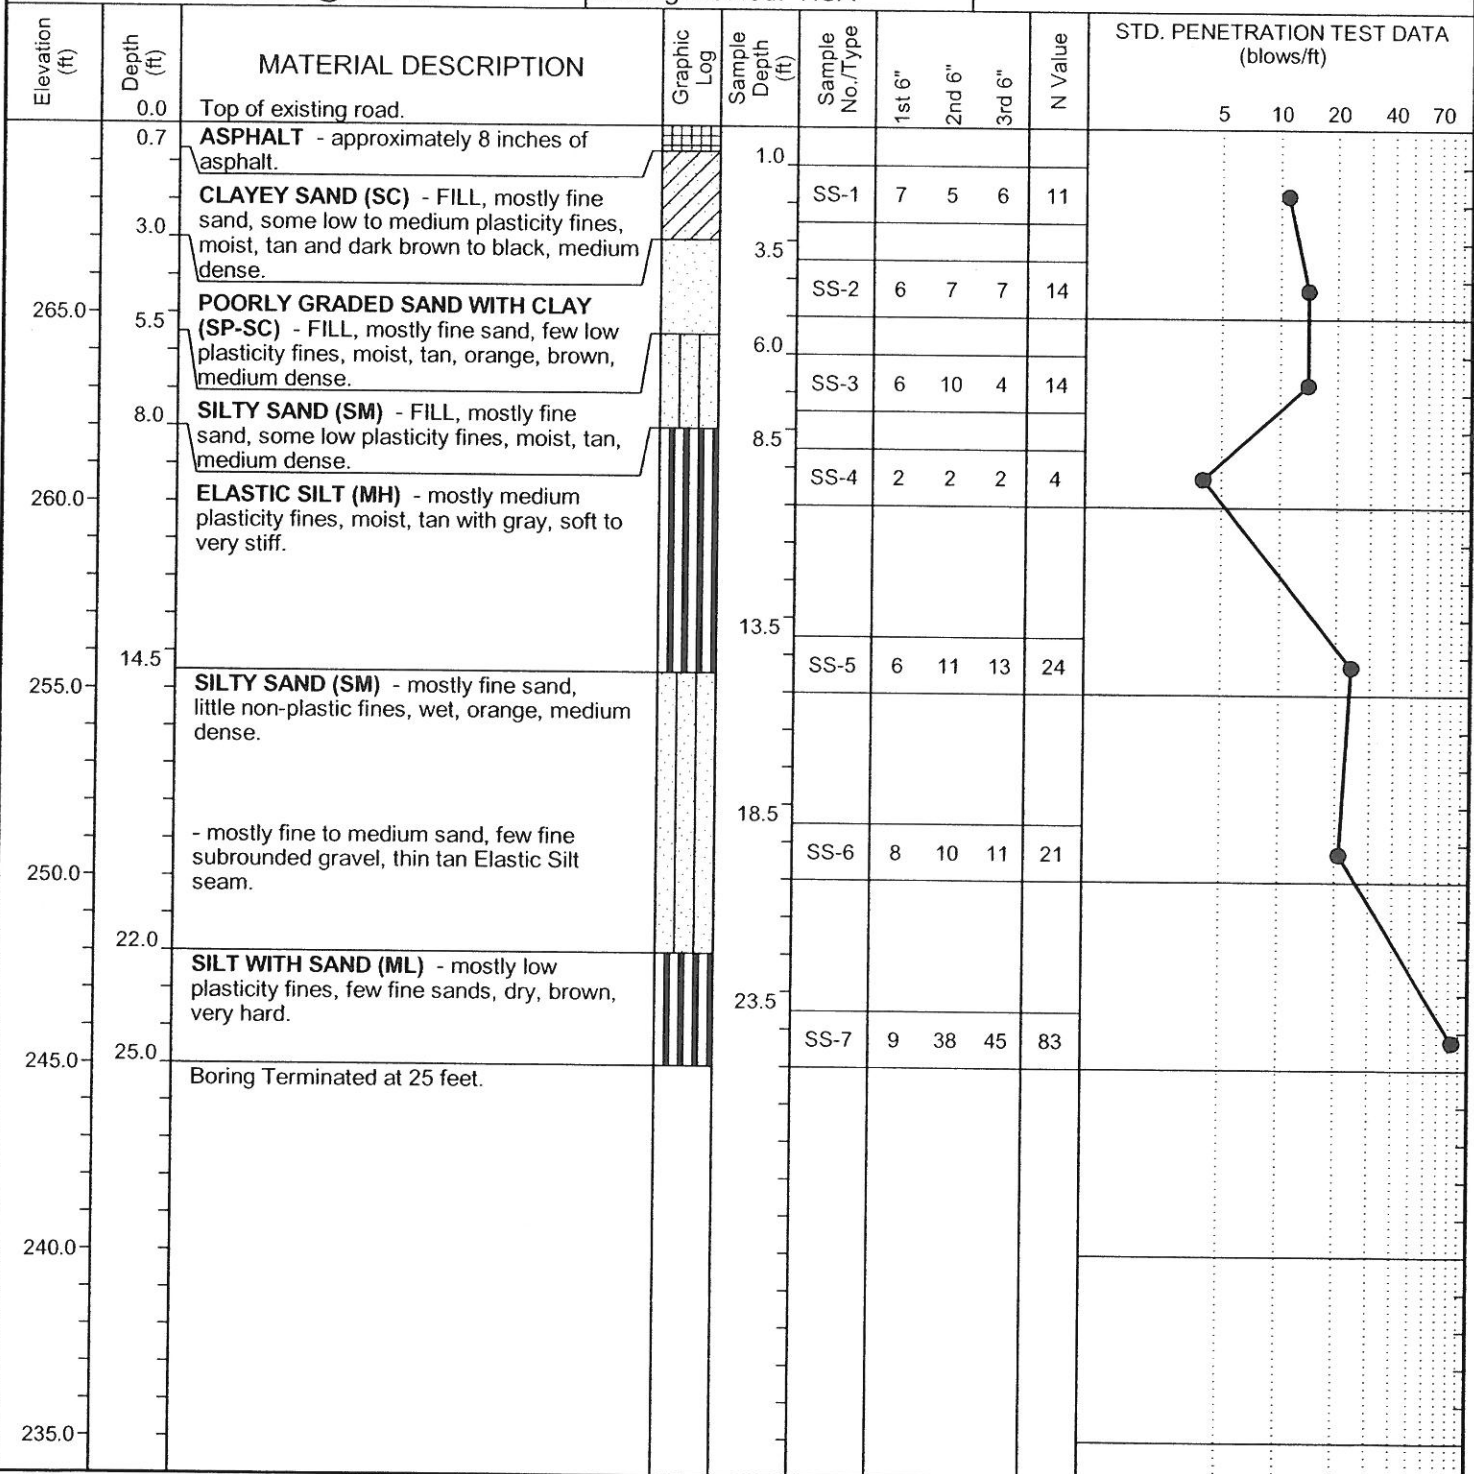 Elevation
(ft)
Depth
(ft)
MATERIAL DESCRIPTION
Graphic
Log
Sample
Depth
(ft)
Sample
No./Type
1st 6"
2nd 6"
3rd 6"
N Value
STD. PENETRATION TEST DATA
(blows/ft)
5 10 20 40 70
0.0 Top of existing road.
0.7 ASPHALT - approximately 8 inches of
asphalt.
1.0
CLAYEY SAND (SC) - FILL, mostly fine
SS-1 7 5 6 11
sand, some low to medium plasticity fines,
3.0 moist, tan and dark brown to black, medium
3.5
dense.
SS-2 6 7 7 14
265.0 POORLY GRADED SAND WITH CLAY
5.5 (SP-SC) - FILL, mostly fine sand, few low
6.0
plasticity fines, moist, tan, orange, brown,
medium dense.
SS-3 6 10 4 14
8.0 SILTY SAND (SM) - FILL, mostly fine
sand, some low plasticity fines, moist, tan,
8.5
medium dense.
SS-4 2 2 2 4
260.0 ELASTIC SILT (MH) - mostly medium
plasticity fines, moist, tan with gray, soft to
very stiff.
13.5
14.5
SS-5 6 11 13 24
255.0 SILTY SAND (SM) - mostly fine sand,
little non-plastic fines, wet, orange, medium
dense.
18.5
- mostly fine to medium sand, few fine
subrounded gravel, thin tan Elastic Silt
SS-6 8 10 11 21
250.0 seam.
22.0
SILT WITH SAND (ML) - mostly low
plasticity fines, few fine sands, dry, brown,
23.5
very hard.
SS-7 9 38 45 83
245.0 25.0
Boring Terminated at 25 feet.
240.0
235.0